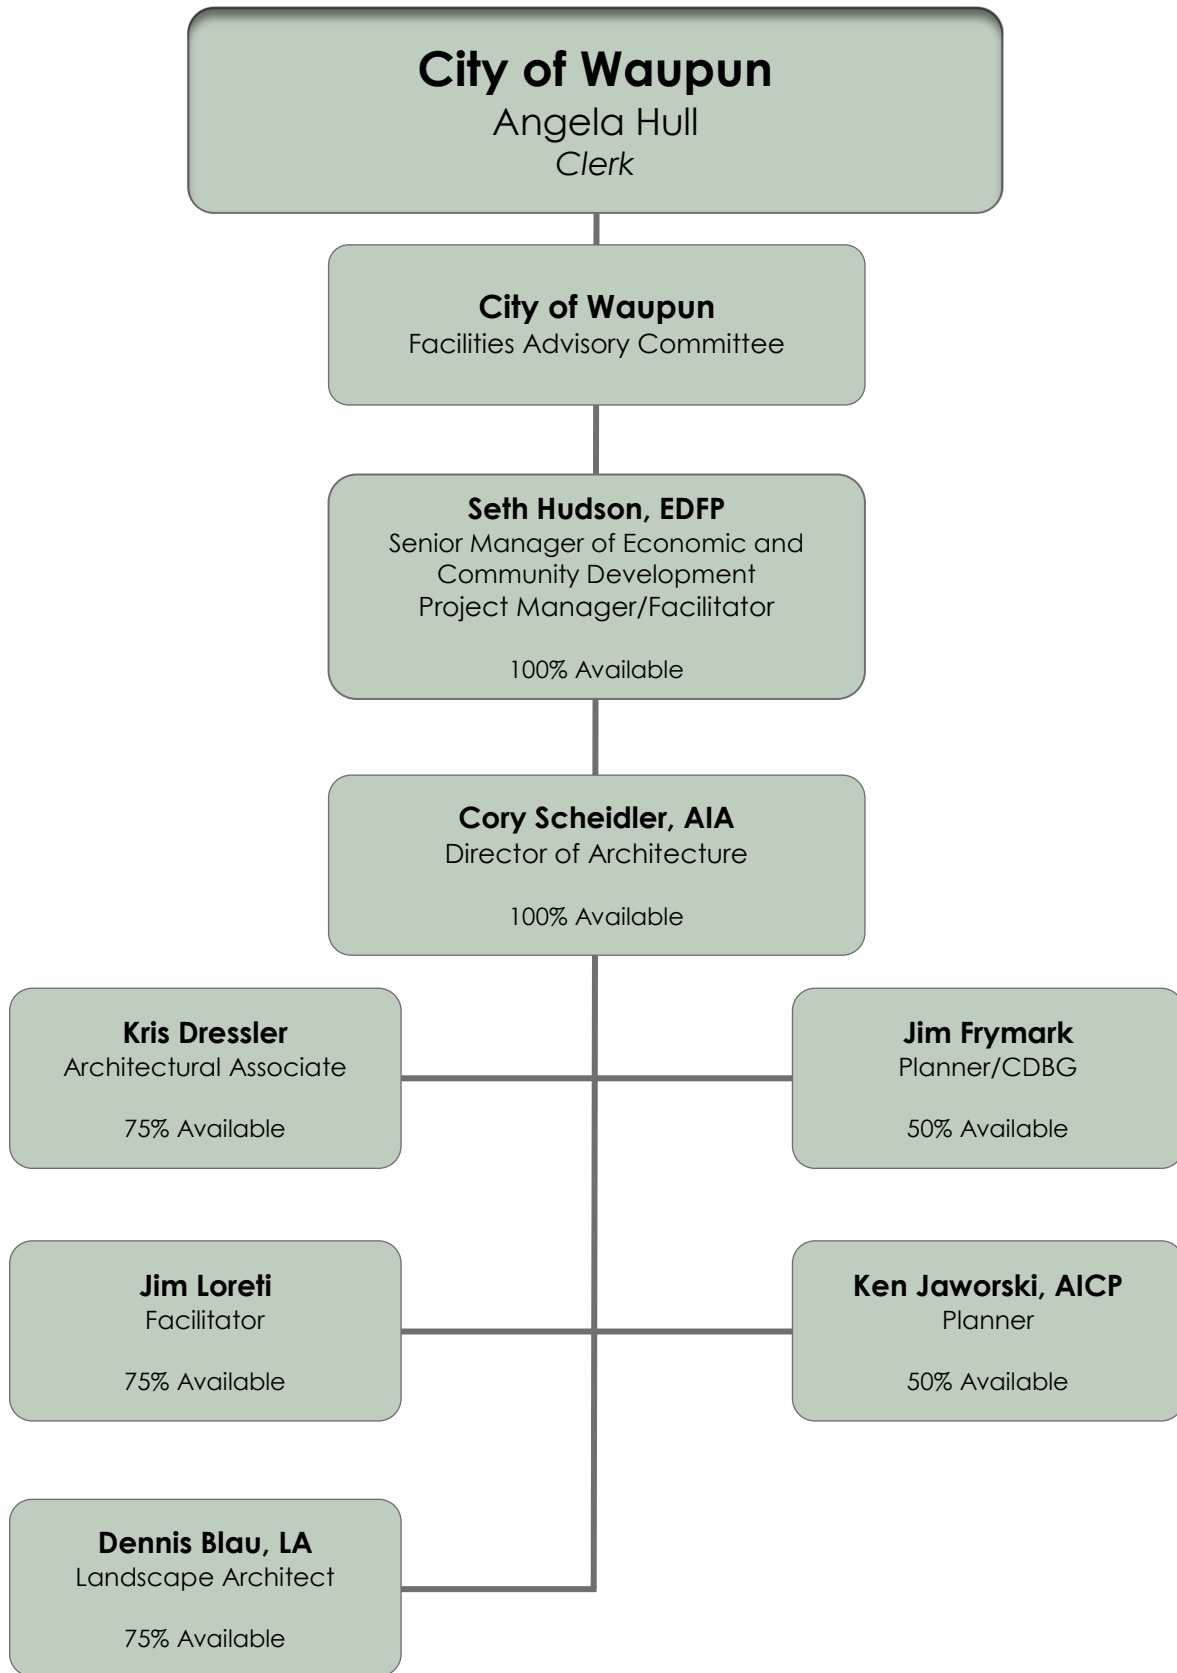 City of Waupun
Angela Hull
Clerk
City of Waupun
Facilities Advisory Committee
Seth Hudson, EDFP
Senior Manager of Economic and
Community Development
Project Manager/Facilitator
100% Available
Cory Scheidler, AIA
Director of Architecture
100% Available
Kris Dressler
Architectural Associate
75% Available
Jim Frymark
Planner/CDBG
50% Available
Jim Loreti
Facilitator
75% Available
Ken Jaworski, AICP
Planner
50% Available
Dennis Blau, LA
Landscape Architect
75% Available